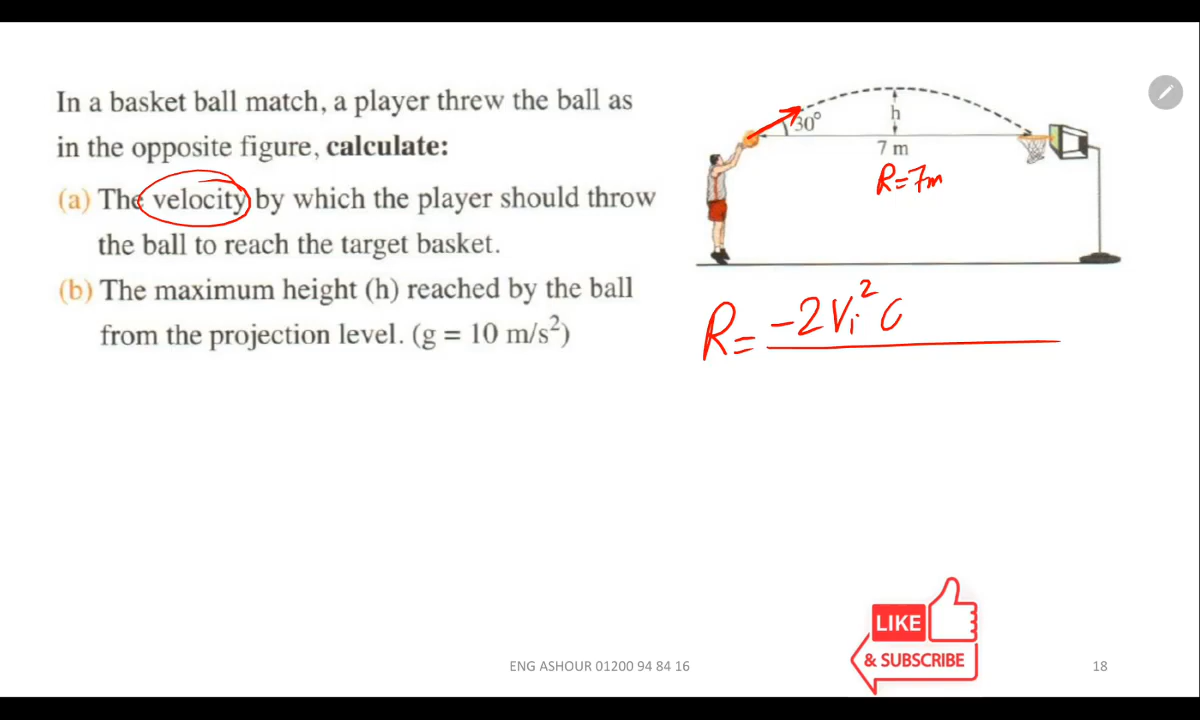 In a basket ball match, a player threw the ball as
in the opposite figure, calculate:
(a) The velocity by which the player should throw
the ball to reach the target basket.
(b) The maximum height (h) reached by the ball
from the projection level. (g = 10 m/s²)
30°
h
7 m
R=7m
R= -2Vi² C
LIKE
& SUBSCRIBE
ENG ASHOUR 01200 94 84 16
18